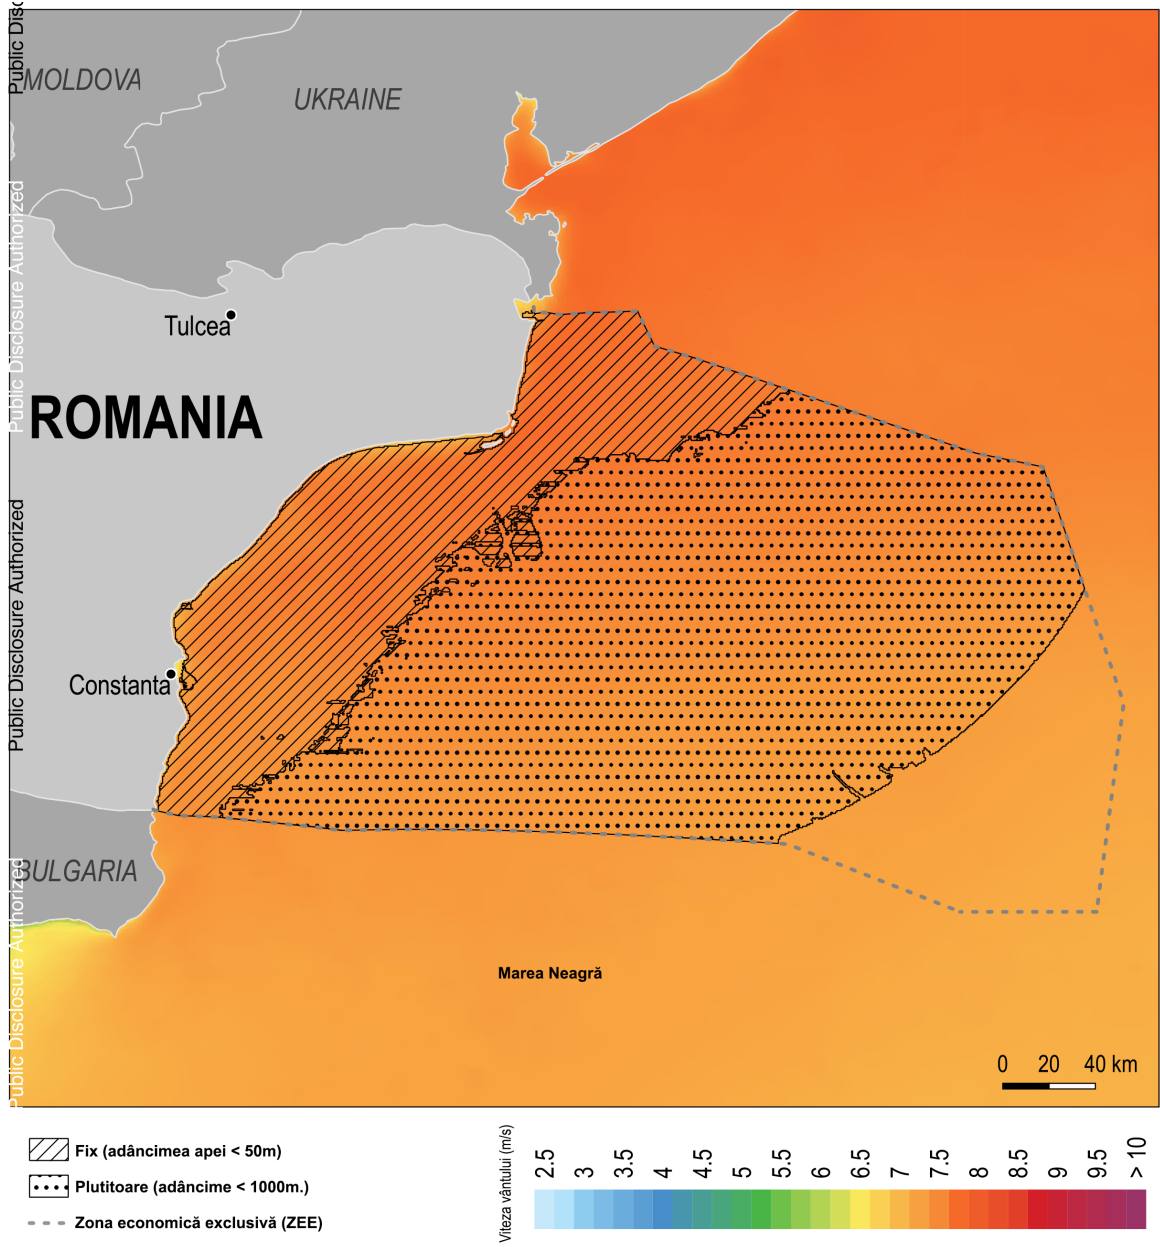 Public Disc
MOLDOVA
UKRAINE
Public Disclosure Authorized
Tulcea
ROMANIA
Public Disclosure Authorized
Constanta
BULGARIA
Public Disclosure Authorized
Marea Neagră
0 20 40 km
Fix (adâncimea apei < 50m)
Plutitoare (adâncime < 1000m.)
Zona economică exclusivă (ZEE)
Viteza vântului (m/s)
2.5 3 3.5 4 4.5 5 5.5 6 6.5 7 7.5 8 8.5 9 9.5 > 10